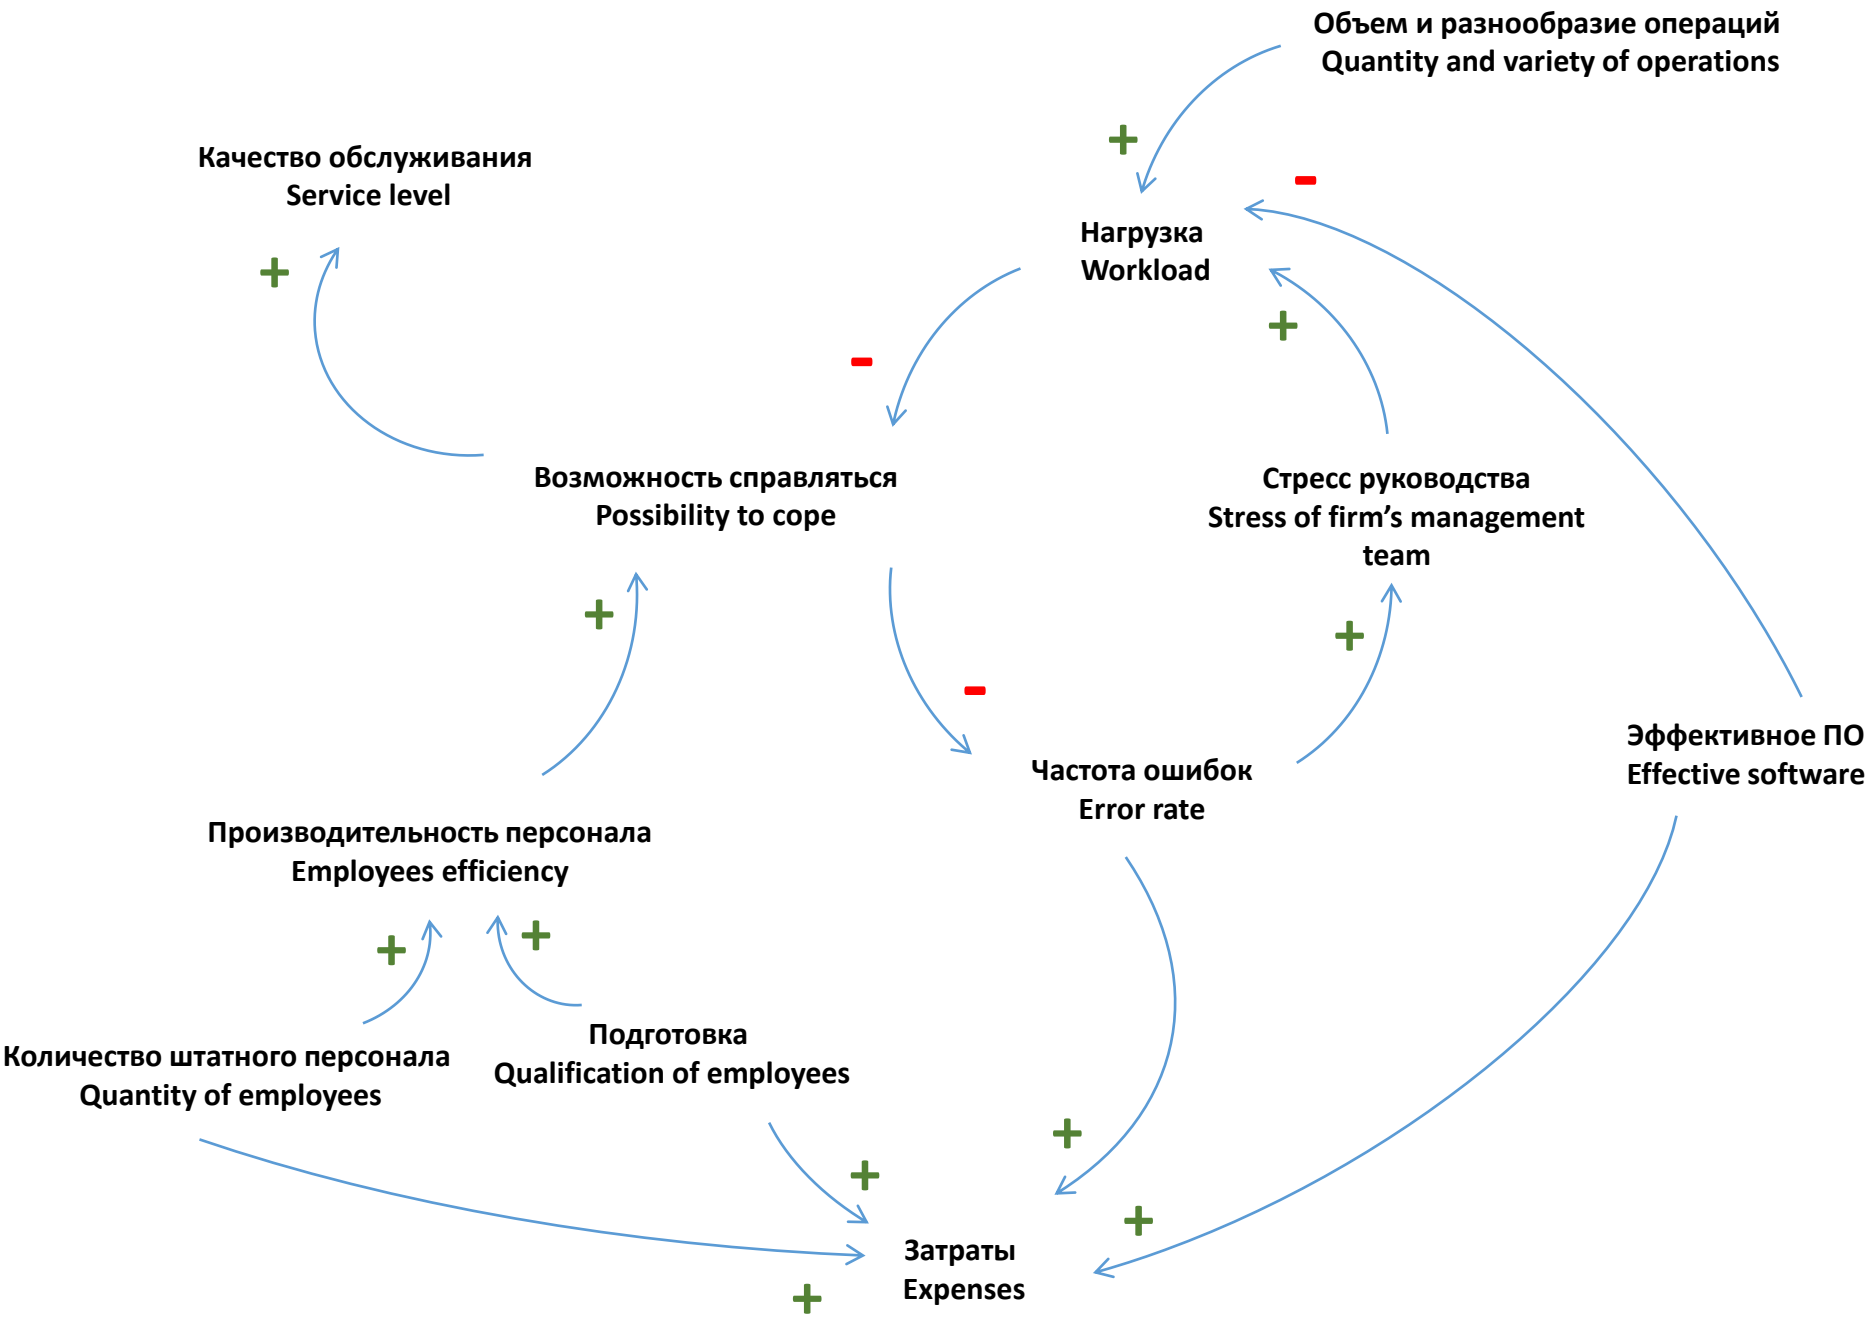 Объем и разнообразие операций
Quantity and variety of operations
+
Качество обслуживания
Service level
-
+
Нагрузка
Workload
+
-
Возможность справляться
Possibility to cope
Стресс руководства
Stress of firm's management
team
+
+
-
Эффективное ПО
Effective software
Частота ошибок
Error rate
Производительность персонала
Employees efficiency
+
+
Количество штатного персонала
Quantity of employees
Подготовка
Qualification of employees
+
+
+
Затраты
Expenses
+